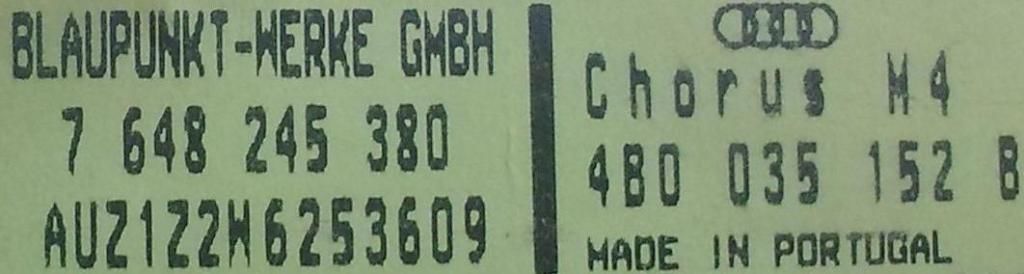 BLAUPUNKT-WERKE GMBH
7 648 245 380
AUZ1Z2W6253609
Chorus M4
4B0 035 152 B
MADE IN PORTUGAL